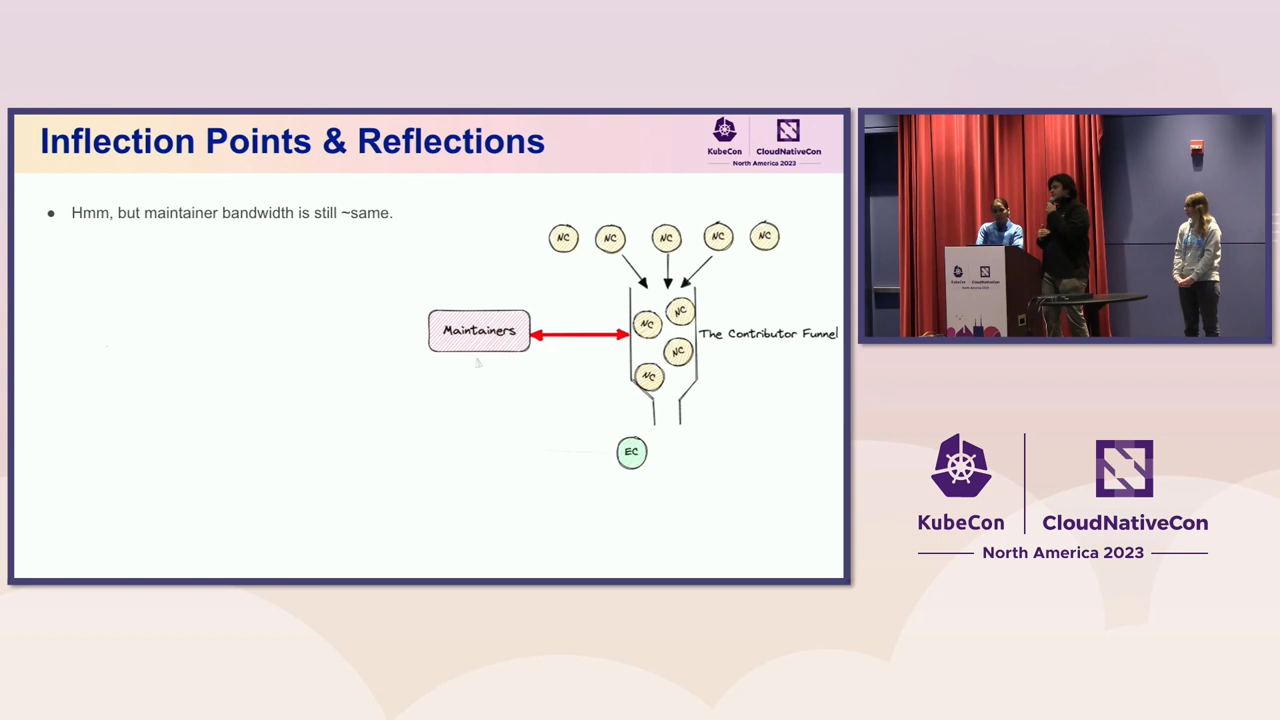 Inflection Points & Reflections
KubeCon
CloudNativeCon
North America 2023
● Hmm, but maintainer bandwidth is still ~same.
NC NC NC NC NC
NC
NC
Maintainers
The Contributor Funnel
NC
NC
EC
KubeCon
CloudNativeCon
North America 2023